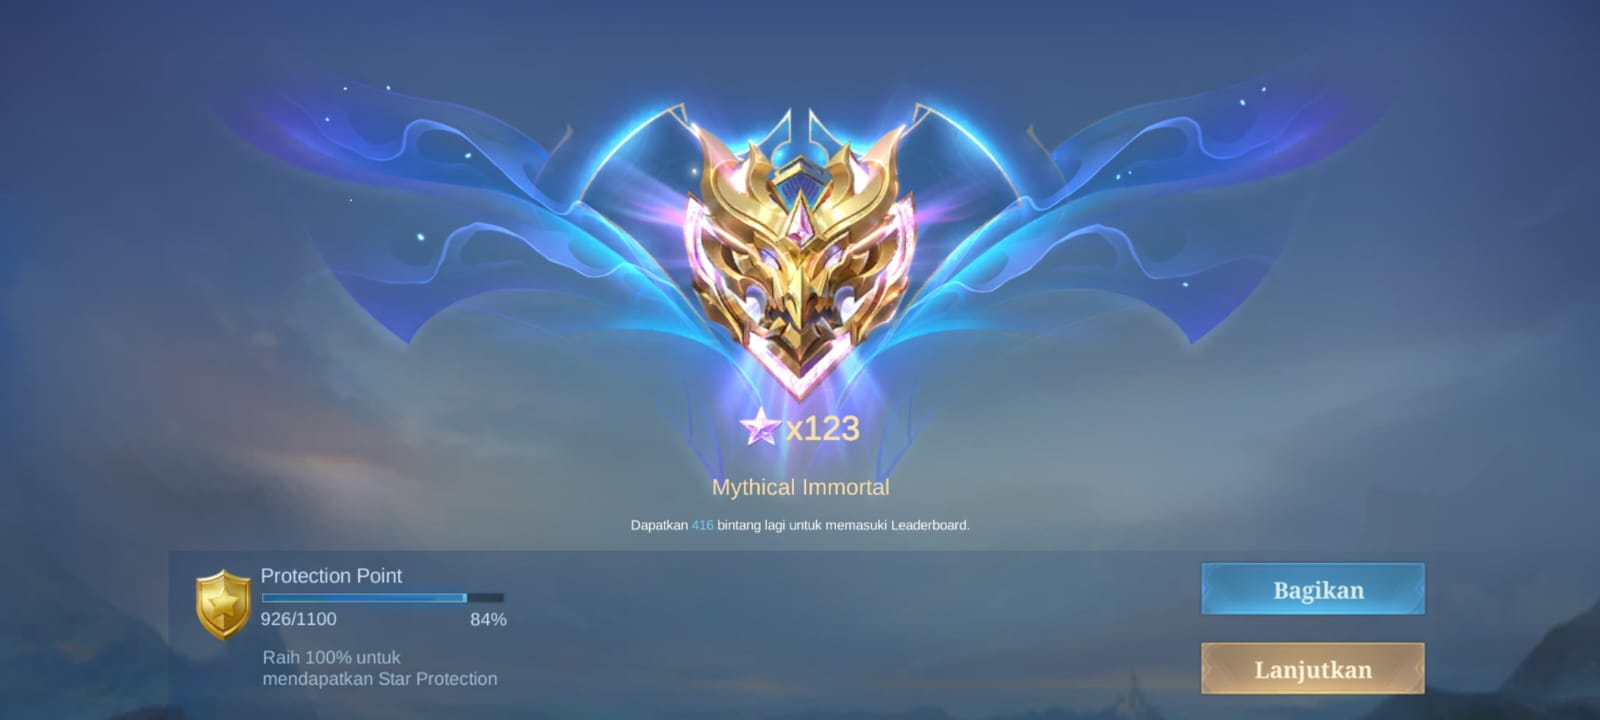 x123
Mythical Immortal
Dapatkan 416 bintang lagi untuk memasuki Leaderboard.
Protection Point
926/1100 84%
Raih 100% untuk
mendapatkan Star Protection
Bagikan
Lanjutkan